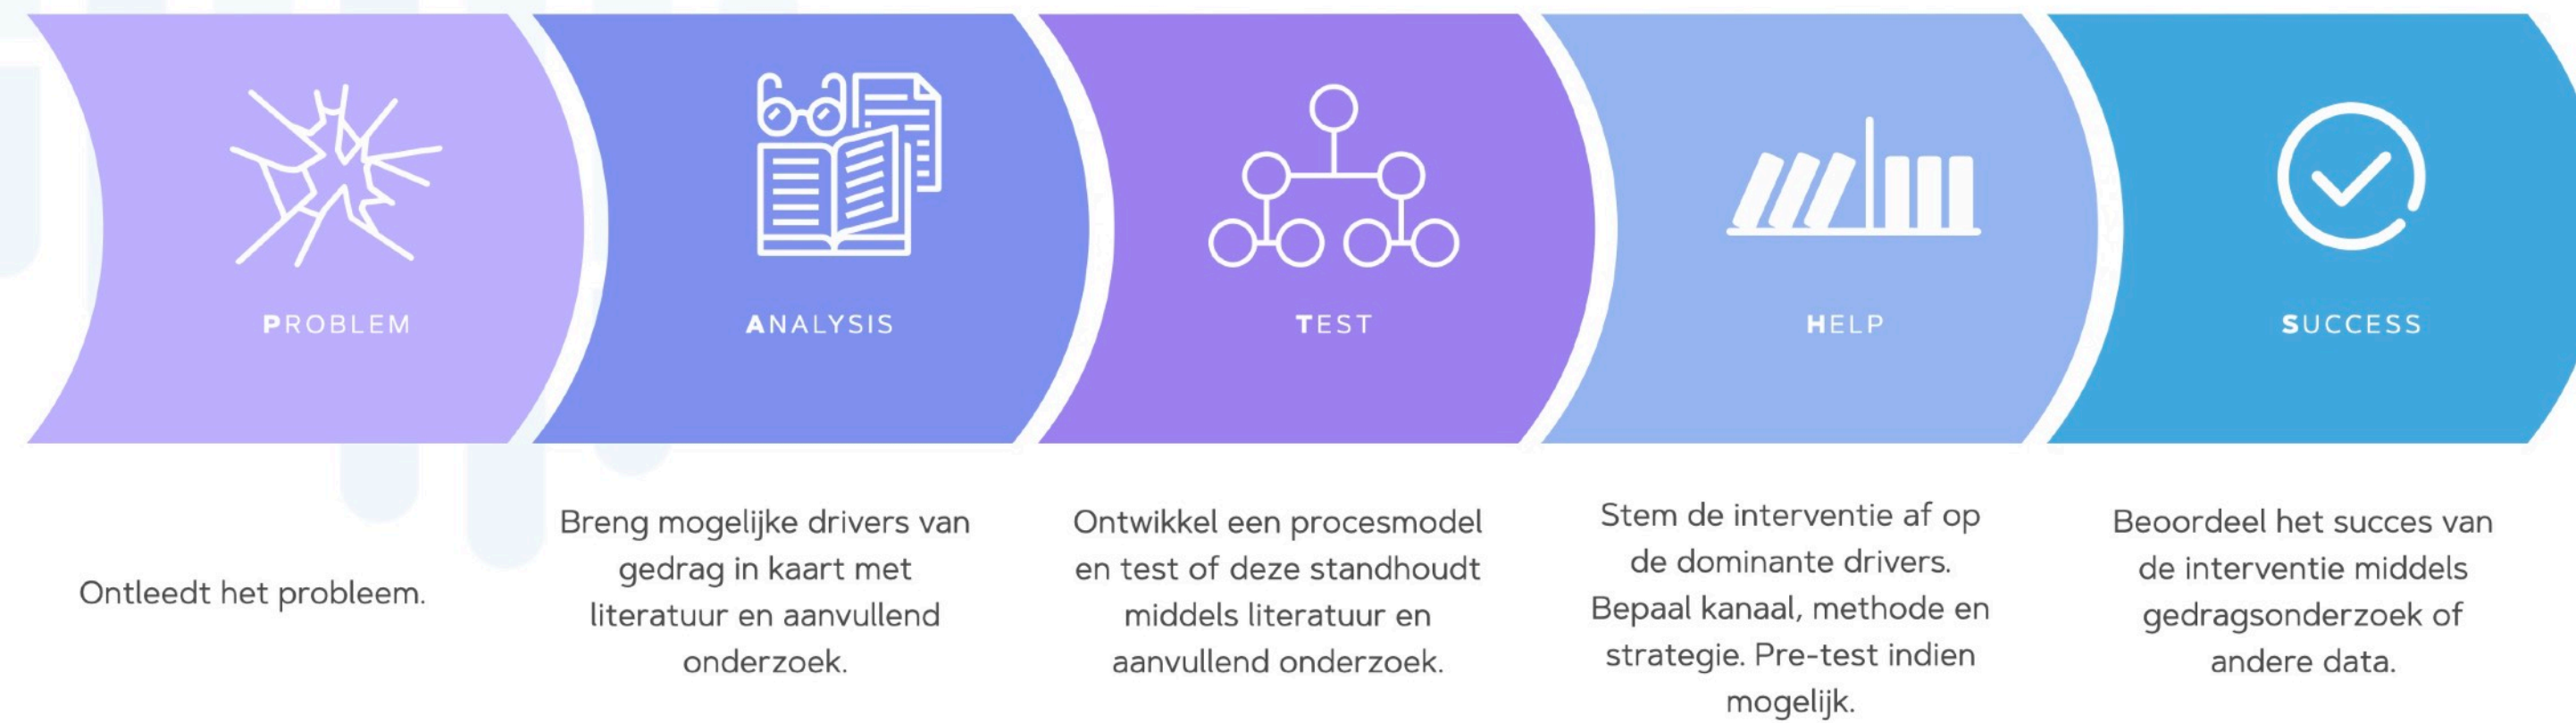 PROBLEM
Ontleedt het probleem.
ANALYSIS
Breng mogelijke drivers van
gedrag in kaart met
literatuur en aanvullend
onderzoek.
TEST
Ontwikkel een procesmodel
en test of deze standhoudt
middels literatuur en
aanvullend onderzoek.
HELP
Stem de interventie af op
de dominante drivers.
Bepaal kanaal, methode en
strategie. Pre-test indien
mogelijk.
SUCCESS
Beoordeel het succes van
de interventie middels
gedragsonderzoek of
andere data.